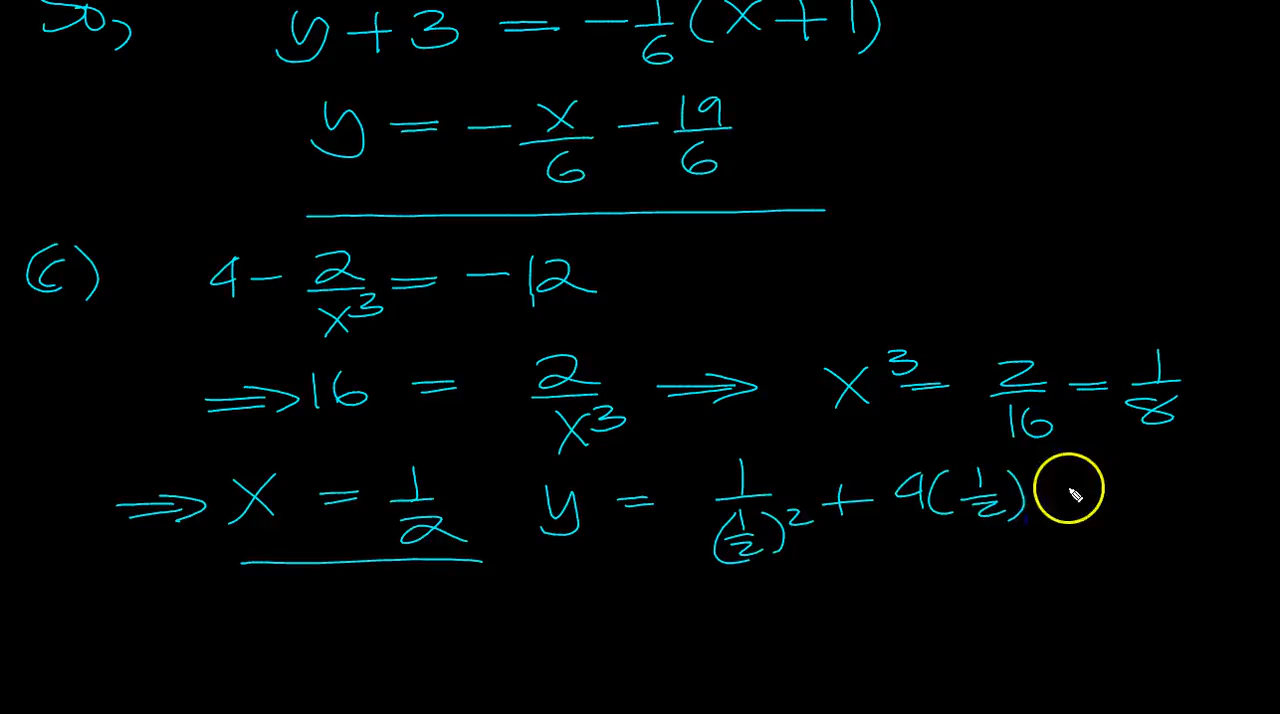 So, y + 3 = -1/6 (x + 1)
y = - x/6 - 19/6
(c) 4 - 2/x³ = -12
⟹ 16 = 2/x³ ⟹ x³ = 2/16 = 1/8
⟹ x = 1/2 y = 1/(1/2)² + 4(1/2)